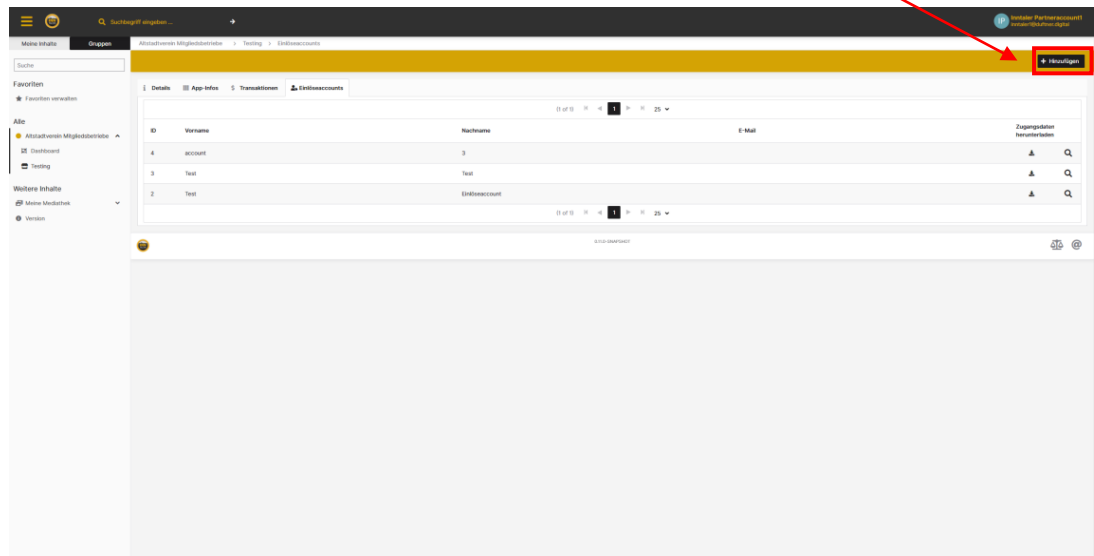 Suchbegriff eingeben ...
IP
Inntaler Partneraccount1
inntaler1@duftner.digital
Meine Inhalte
Gruppen
Altstadtverein Mitgliedsbetriebe > Testing > Einlöseaccounts
+ Hinzufügen
Suche
Favoriten
Favoriten verwalten
Alle
Altstadtverein Mitgliedsbetriebe
Dashboard
Testing
Weitere Inhalte
Meine Mediathek
Version
Details App-Infos $ Transaktionen Einlöseaccounts
(1 of 1) 1 25
ID Vorname Nachname E-Mail Zugangsdaten
herunterladen
4 account 3
3 Test Test
2 Test Einlöseaccount
(1 of 1) 1 25